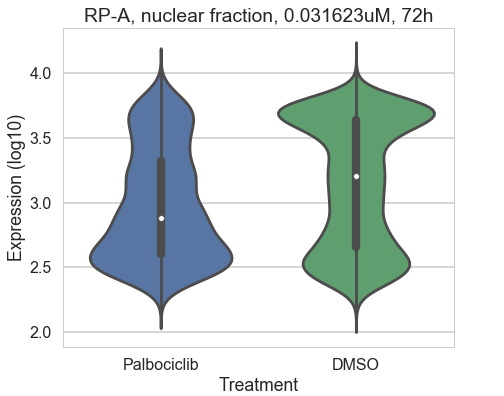 RP-A, nuclear fraction, 0.031623uM, 72h
Expression (log10)
4.0
3.5
3.0
2.5
2.0
Palbociclib DMSO
Treatment